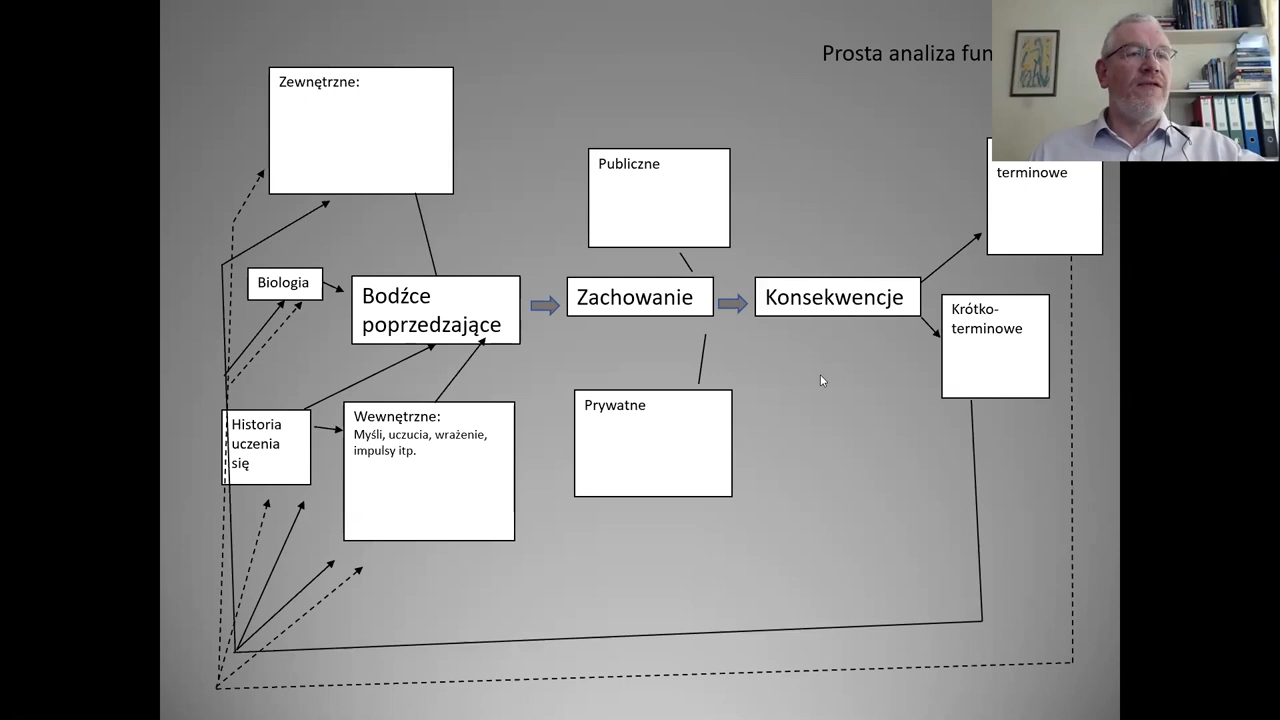 Prosta analiza fun
Zewnętrzne:
Publiczne
terminowe
Biologia
Bodźce
poprzedzające
Zachowanie
Konsekwencje
Krótko-
terminowe
Prywatne
Historia
uczenia
się
Wewnętrzne:
Myśli, uczucia, wrażenie,
impulsy itp.